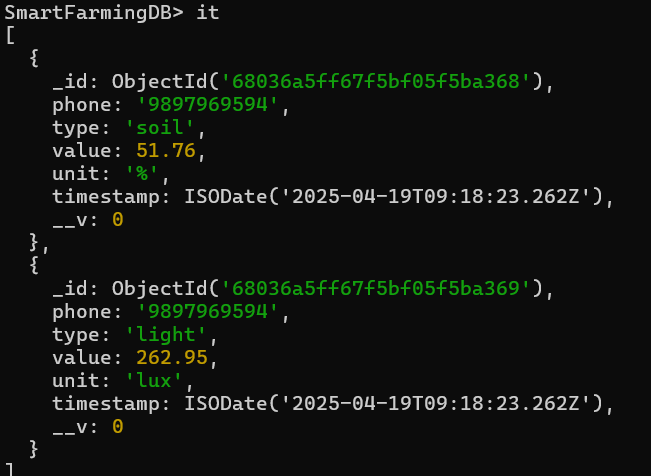 SmartFarmingDB> it
[
  {
    _id: ObjectId('68036a5ff67f5bf05f5ba368'),
    phone: '9897969594',
    type: 'soil',
    value: 51.76,
    unit: '%',
    timestamp: ISODate('2025-04-19T09:18:23.262Z'),
    __v: 0
  },
  {
    _id: ObjectId('68036a5ff67f5bf05f5ba369'),
    phone: '9897969594',
    type: 'light',
    value: 262.95,
    unit: 'lux',
    timestamp: ISODate('2025-04-19T09:18:23.262Z'),
    __v: 0
  }
]